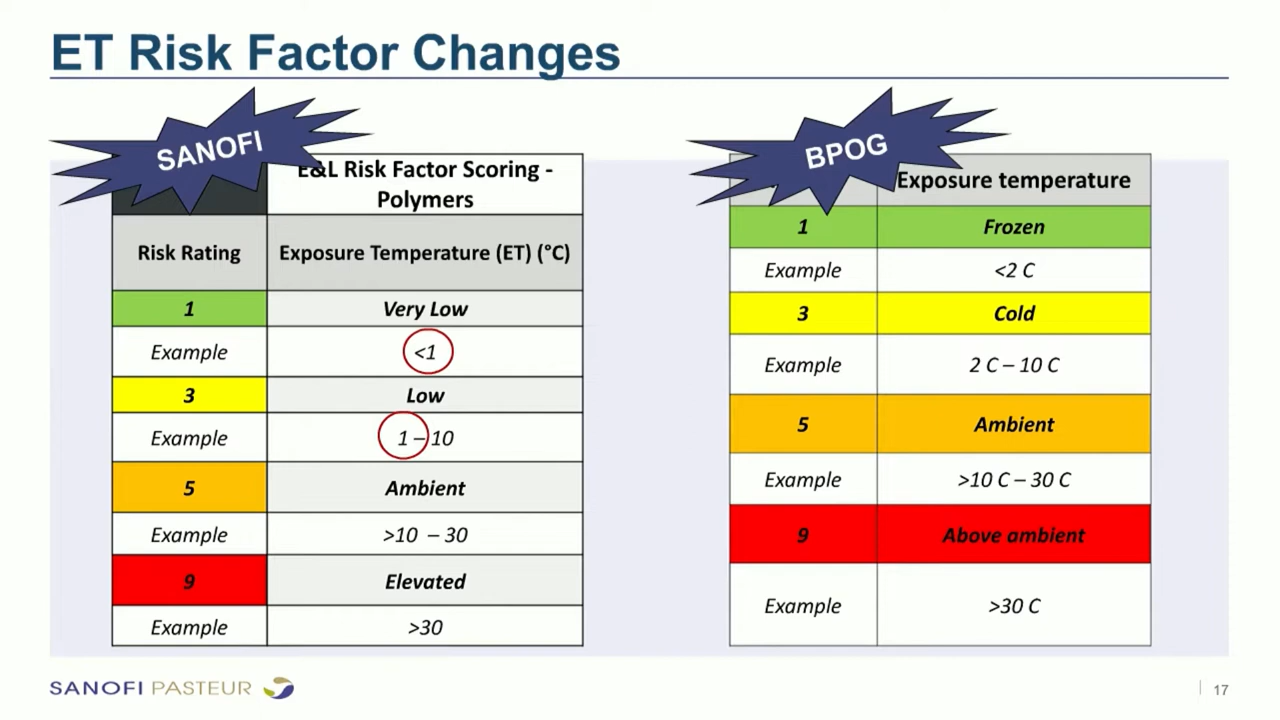 ET Risk Factor Changes
SANOFI
E&L Risk Factor Scoring -
Polymers
Risk Rating Exposure Temperature (ET) (°C)
1 Very Low
Example <1
3 Low
Example 1 – 10
5 Ambient
Example >10 – 30
9 Elevated
Example >30
BPOG
Exposure temperature
1 Frozen
Example <2 C
3 Cold
Example 2 C – 10 C
5 Ambient
Example >10 C – 30 C
9 Above ambient
Example >30 C
SANOFI PASTEUR
17